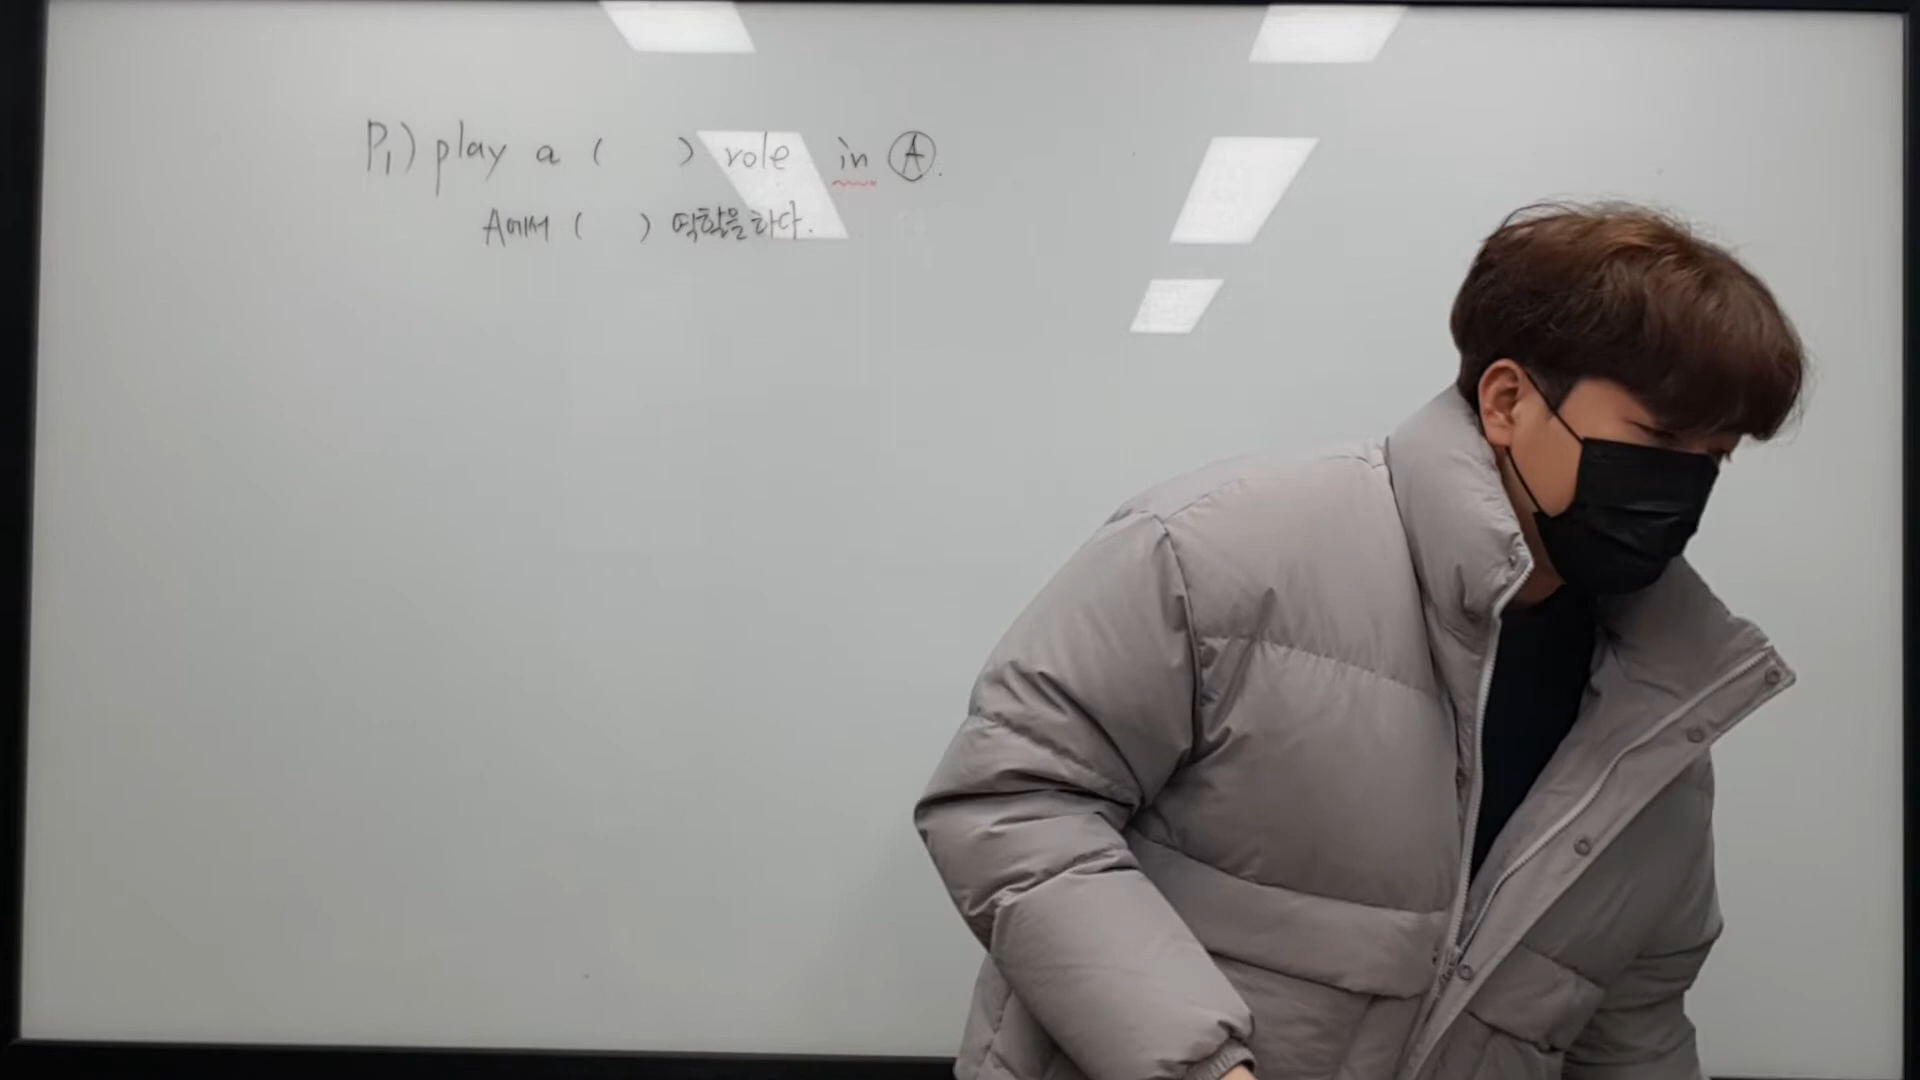 P1) play a (    ) role in Ⓐ.
A에서 (    ) 역할을 하다.